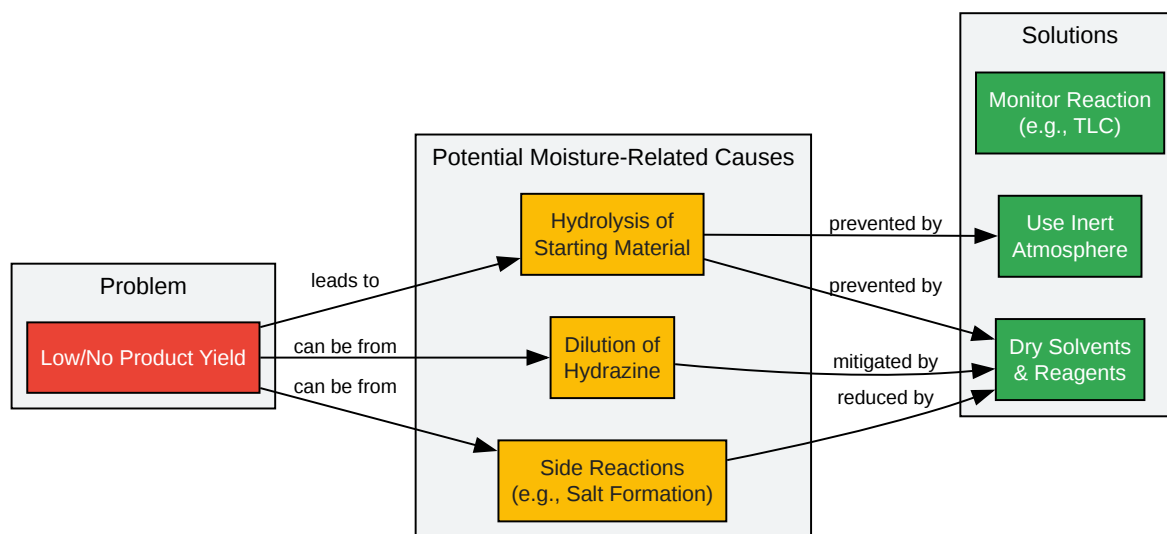 Problem
Low/No Product Yield
leads to
can be from
can be from
Potential Moisture-Related Causes
Hydrolysis of
Starting Material
Dilution of
Hydrazine
Side Reactions
(e.g., Salt Formation)
prevented by
prevented by
mitigated by
reduced by
Solutions
Monitor Reaction
(e.g., TLC)
Use Inert
Atmosphere
Dry Solvents
& Reagents